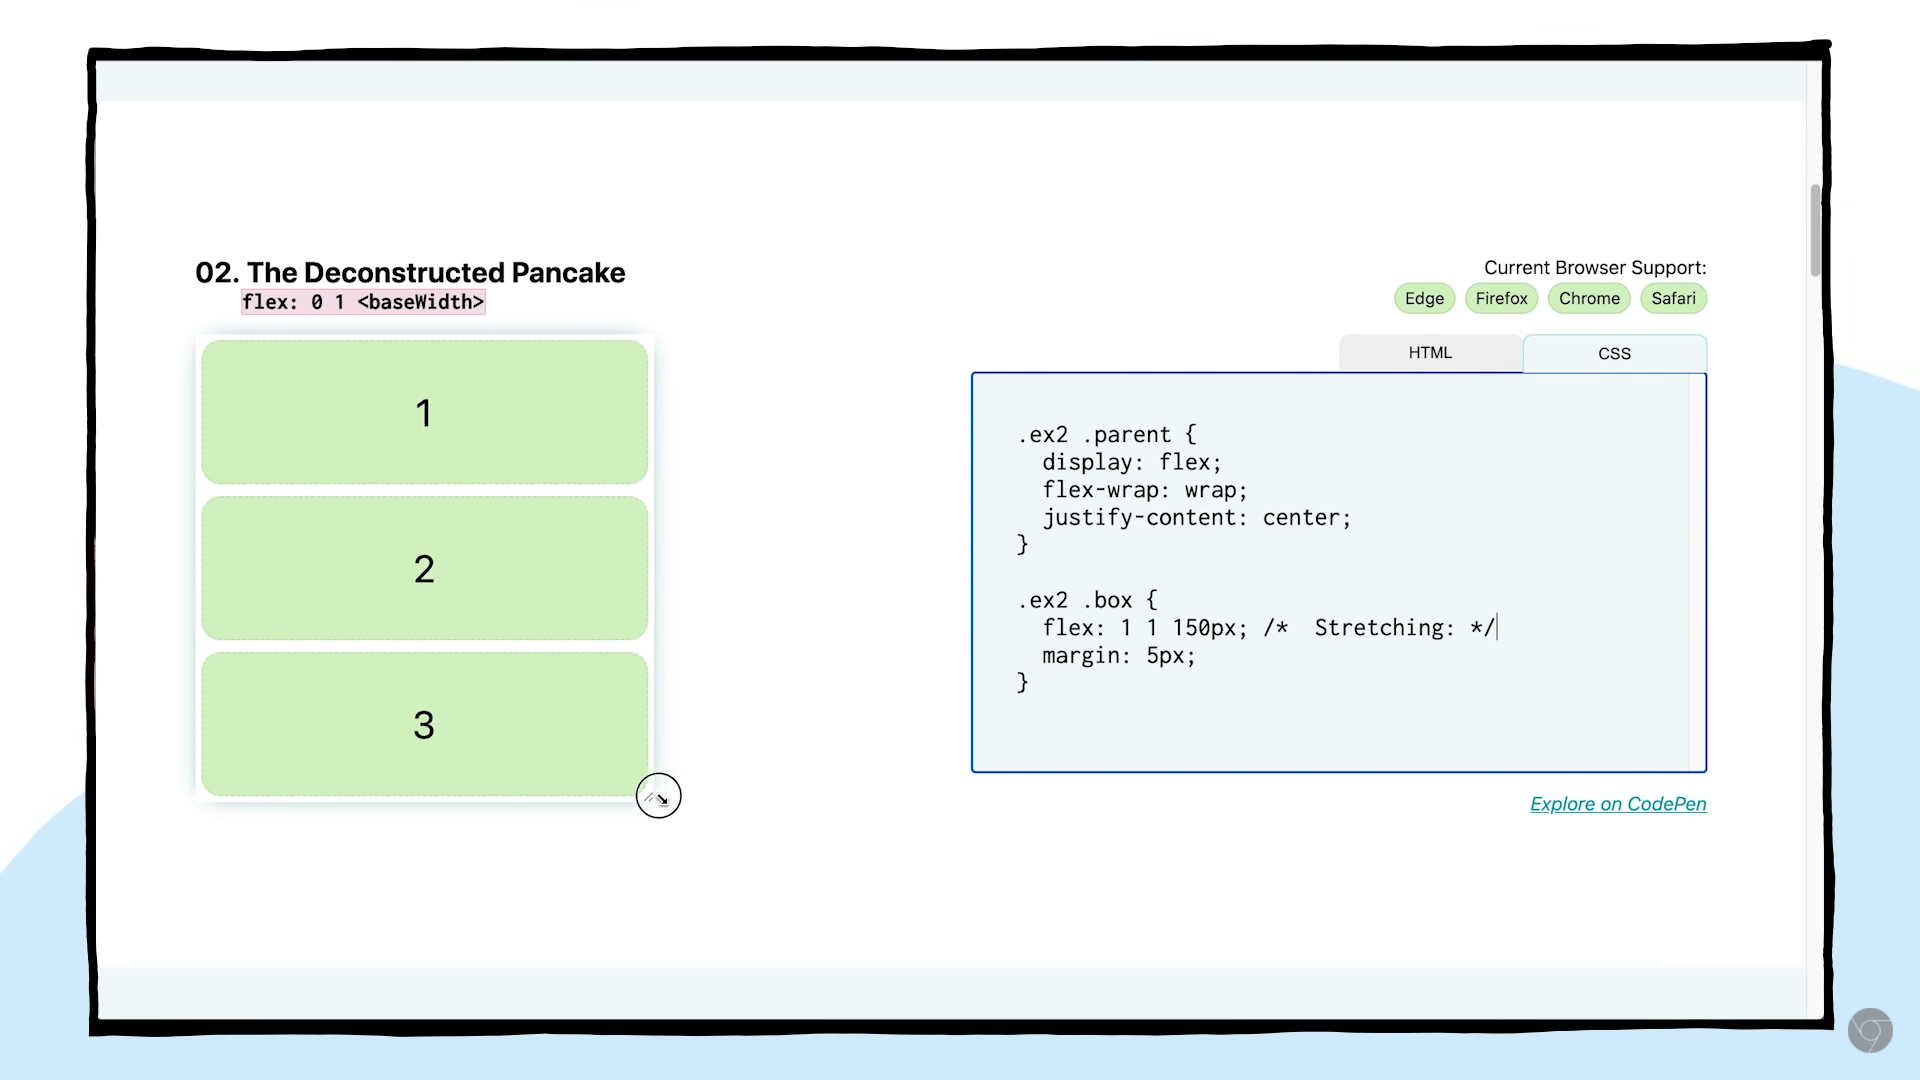 02. The Deconstructed Pancake
flex: 0 1 <baseWidth>
1
2
3
Current Browser Support:
Edge Firefox Chrome Safari
HTML CSS
.ex2 .parent {
  display: flex;
  flex-wrap: wrap;
  justify-content: center;
}
.ex2 .box {
  flex: 1 1 150px; /*  Stretching: */
  margin: 5px;
}
Explore on CodePen